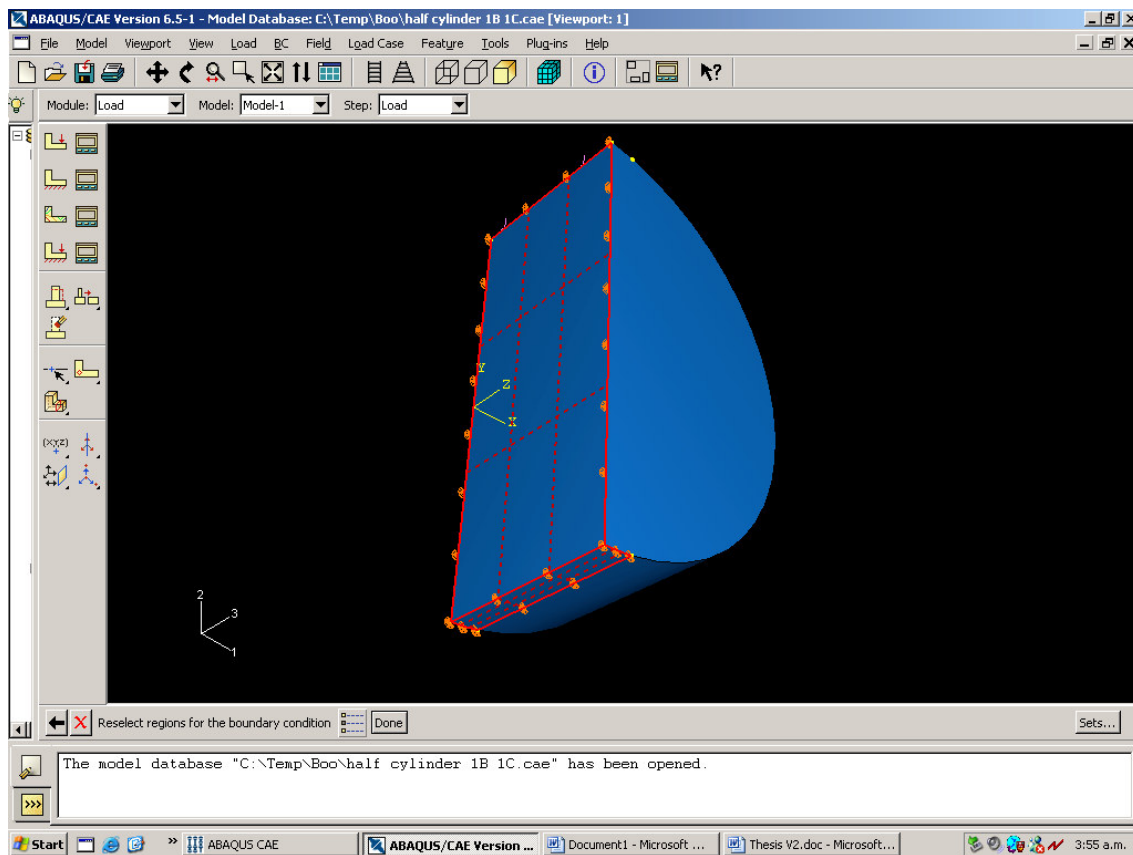 ABAQUS/CAE Version 6.5-1 - Model Database: C:\Temp\Boo\half cylinder 1B 1C.cae [Viewport: 1]
File Model Viewport View Load BC Field Load Case Feature Tools Plug-ins Help
Module: Load Model: Model-1 Step: Load
Y
Z
X
(XYZ)
2
3
1
Reselect regions for the boundary condition Done Sets...
The model database "C:\Temp\Boo\half cylinder 1B 1C.cae" has been opened.
>>>
Start » ABAQUS CAE ABAQUS/CAE Version ... Document1 - Microsoft ... Thesis V2.doc - Microsoft... 3:55 a.m.